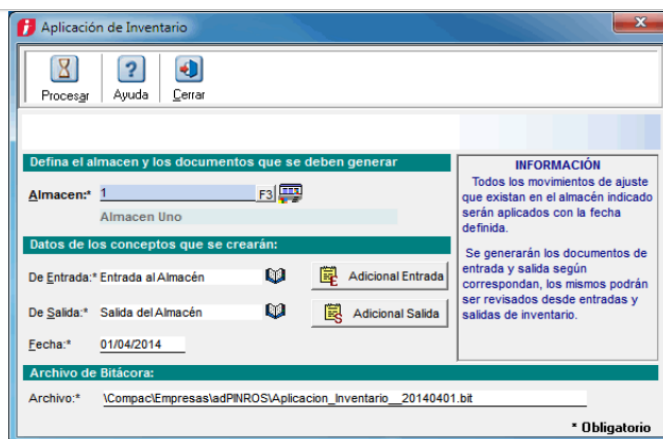 Aplicación de Inventario
Procesar Ayuda Cerrar
Defina el almacen y los documentos que se deben generar
Almacen:* 1 F3
Almacen Uno
Datos de los conceptos que se crearán:
De Entrada:* Entrada al Almacén Adicional Entrada
De Salida:* Salida del Almacén Adicional Salida
Fecha:* 01/04/2014
INFORMACIÓN
Todos los movimientos de ajuste
que existan en el almacén indicado
serán aplicados con la fecha
definida.
Se generarán los documentos de
entrada y salida según
correspondan, los mismos podrán
ser revisados desde entradas y
salidas de inventario.
Archivo de Bitácora:
Archivo:* \Compac\Empresas\adPINROS\Aplicacion_Inventario__20140401.bit
* Obligatorio